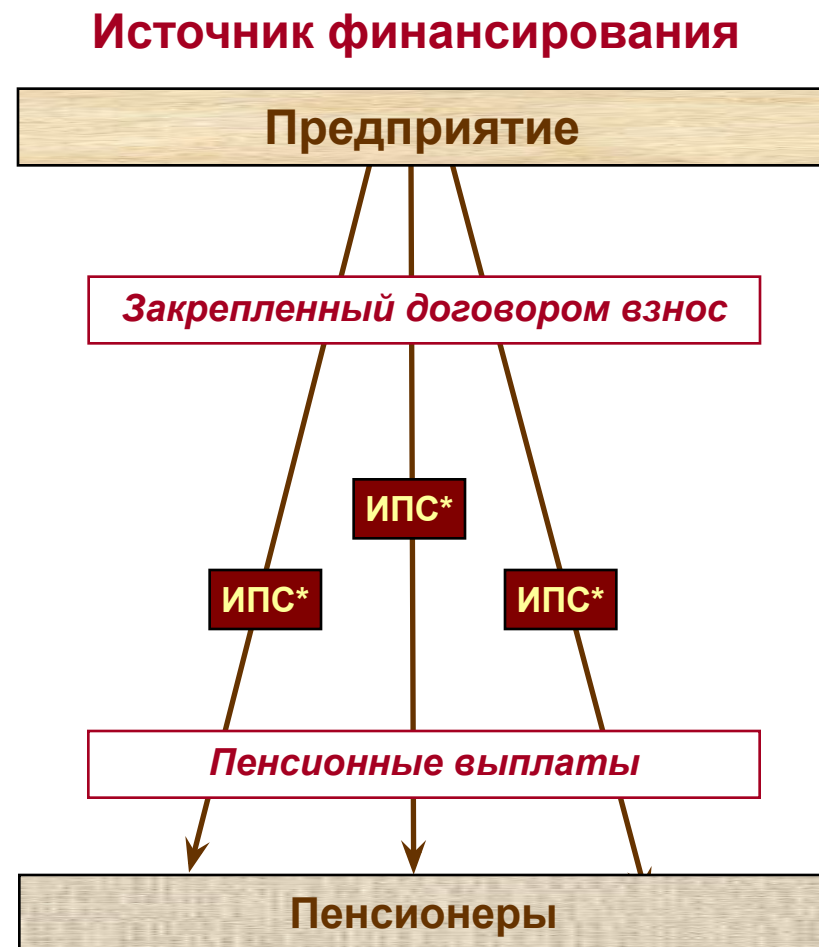 Источник финансирования
Предприятие
Закрепленный договором взнос
ИПС*
ИПС* ИПС*
Пенсионные выплаты
Пенсионеры